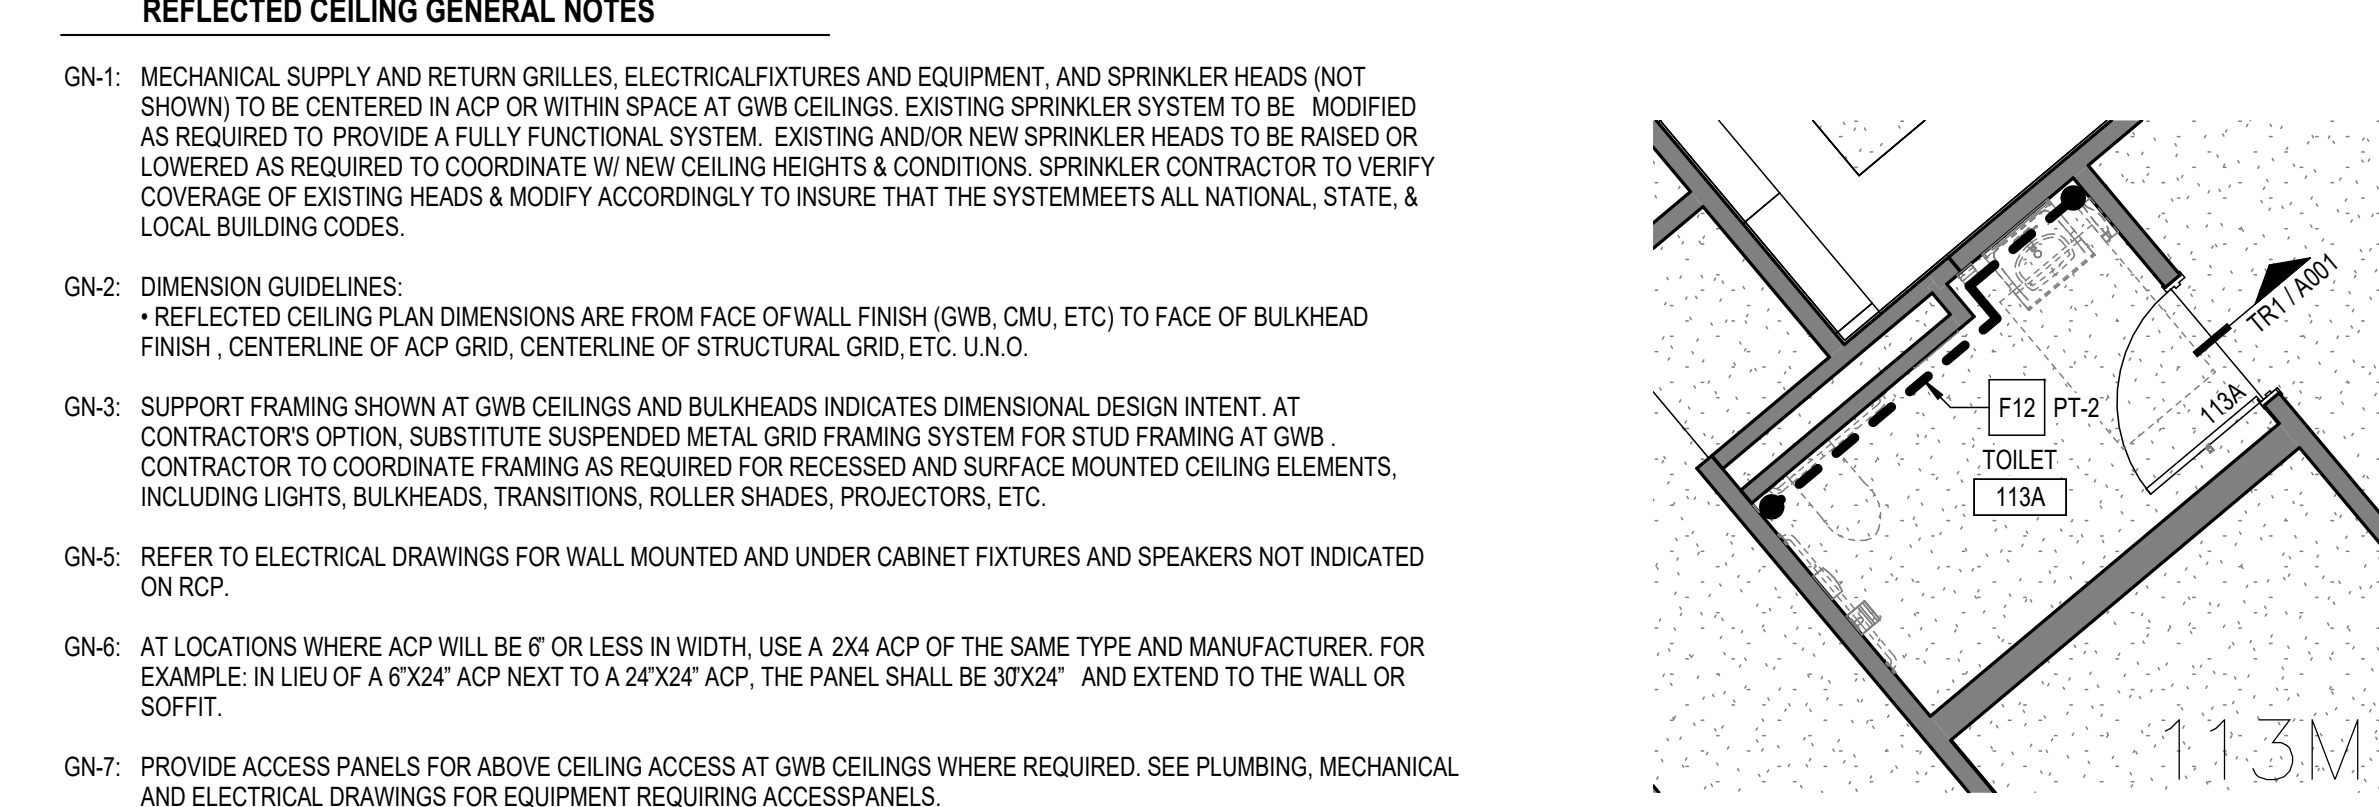 REFLECTED CEILING GENERAL NOTES
GN-1: MECHANICAL SUPPLY AND RETURN GRILLES, ELECTRICALFIXTURES AND EQUIPMENT, AND SPRINKLER HEADS (NOT
SHOWN) TO BE CENTERED IN ACP OR WITHIN SPACE AT GWB CEILINGS. EXISTING SPRINKLER SYSTEM TO BE MODIFIED
AS REQUIRED TO PROVIDE A FULLY FUNCTIONAL SYSTEM. EXISTING AND/OR NEW SPRINKLER HEADS TO BE RAISED OR
LOWERED AS REQUIRED TO COORDINATE W/ NEW CEILING HEIGHTS & CONDITIONS. SPRINKLER CONTRACTOR TO VERIFY
COVERAGE OF EXISTING HEADS & MODIFY ACCORDINGLY TO INSURE THAT THE SYSTEMMEETS ALL NATIONAL, STATE, &
LOCAL BUILDING CODES.
GN-2: DIMENSION GUIDELINES:
• REFLECTED CEILING PLAN DIMENSIONS ARE FROM FACE OFWALL FINISH (GWB, CMU, ETC) TO FACE OF BULKHEAD
FINISH , CENTERLINE OF ACP GRID, CENTERLINE OF STRUCTURAL GRID, ETC. U.N.O.
GN-3: SUPPORT FRAMING SHOWN AT GWB CEILINGS AND BULKHEADS INDICATES DIMENSIONAL DESIGN INTENT. AT
CONTRACTOR'S OPTION, SUBSTITUTE SUSPENDED METAL GRID FRAMING SYSTEM FOR STUD FRAMING AT GWB .
CONTRACTOR TO COORDINATE FRAMING AS REQUIRED FOR RECESSED AND SURFACE MOUNTED CEILING ELEMENTS,
INCLUDING LIGHTS, BULKHEADS, TRANSITIONS, ROLLER SHADES, PROJECTORS, ETC.
GN-5: REFER TO ELECTRICAL DRAWINGS FOR WALL MOUNTED AND UNDER CABINET FIXTURES AND SPEAKERS NOT INDICATED
ON RCP.
GN-6: AT LOCATIONS WHERE ACP WILL BE 6” OR LESS IN WIDTH, USE A 2X4 ACP OF THE SAME TYPE AND MANUFACTURER. FOR
EXAMPLE: IN LIEU OF A 6”X24” ACP NEXT TO A 24”X24” ACP, THE PANEL SHALL BE 30”X24” AND EXTEND TO THE WALL OR
SOFFIT.
GN-7: PROVIDE ACCESS PANELS FOR ABOVE CEILING ACCESS AT GWB CEILINGS WHERE REQUIRED. SEE PLUMBING, MECHANICAL
AND ELECTRICAL DRAWINGS FOR EQUIPMENT REQUIRING ACCESSPANELS.
TR1 / A001
113A
F12 PT-2
TOILET
113A
113M